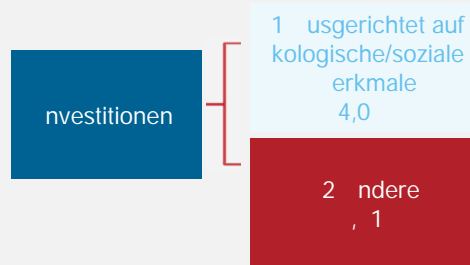 nvestitionen
1 usgerichtet auf
kologische/soziale
erkmale
4,0
2 ndere
, 1